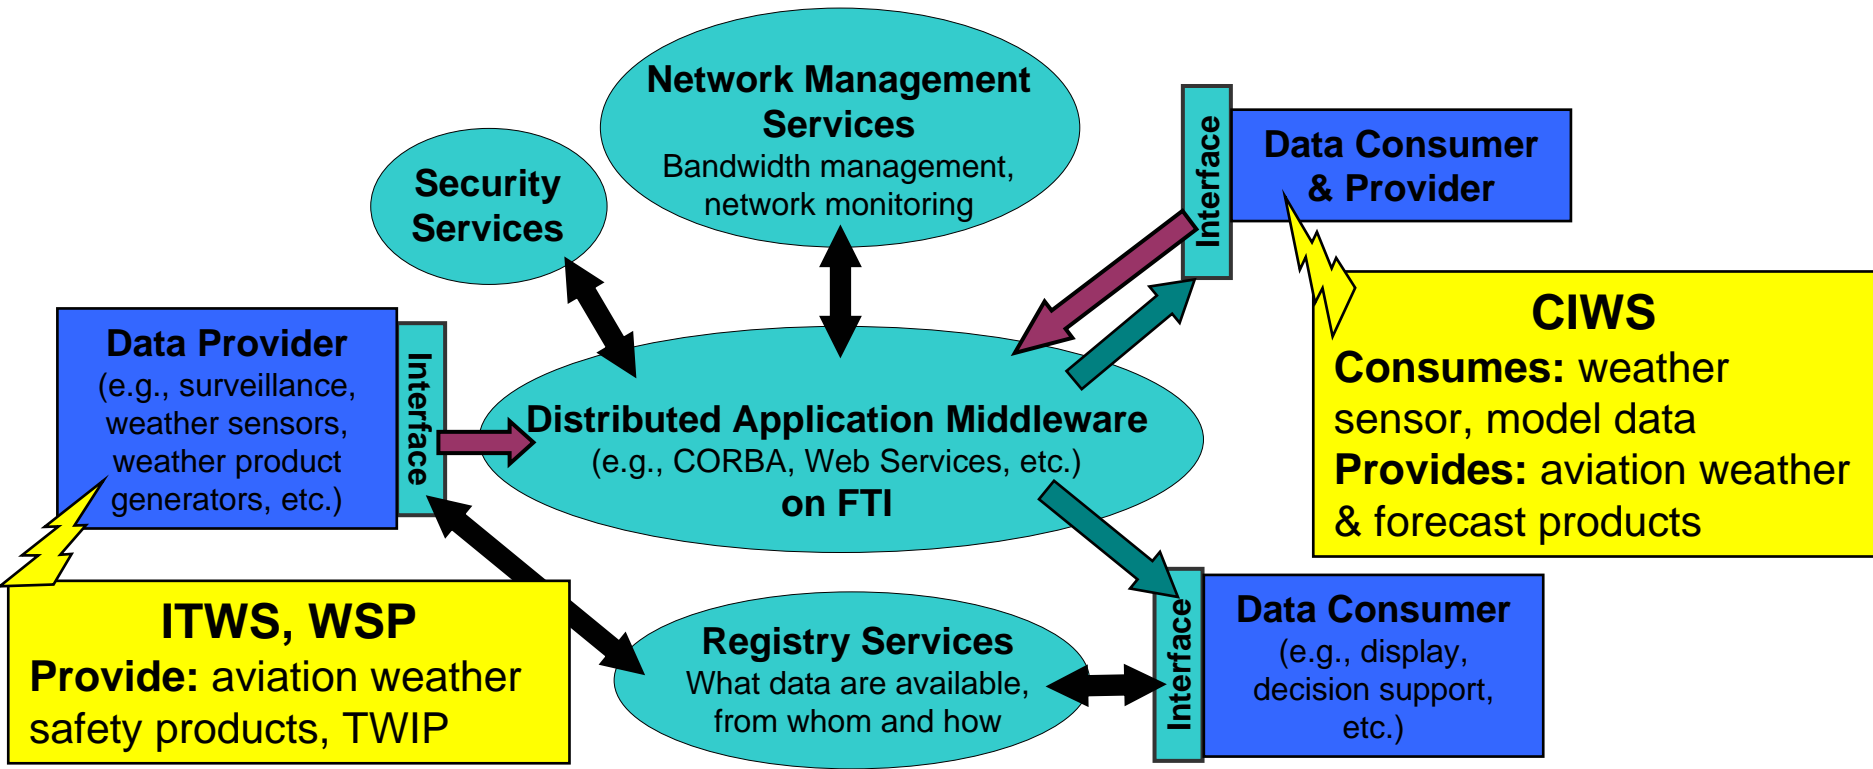 Network Management
Services
Bandwidth management,
network monitoring
Security
Services
Interface
Data Consumer
& Provider
CIWS
Consumes: weather
sensor, model data
Provides: aviation weather
& forecast products
Data Provider
(e.g., surveillance,
weather sensors,
weather product
generators, etc.)
Interface
Distributed Application Middleware
(e.g., CORBA, Web Services, etc.)
on FTI
ITWS, WSP
Provide: aviation weather
safety products, TWIP
Registry Services
What data are available,
from whom and how
Interface
Data Consumer
(e.g., display,
decision support,
etc.)